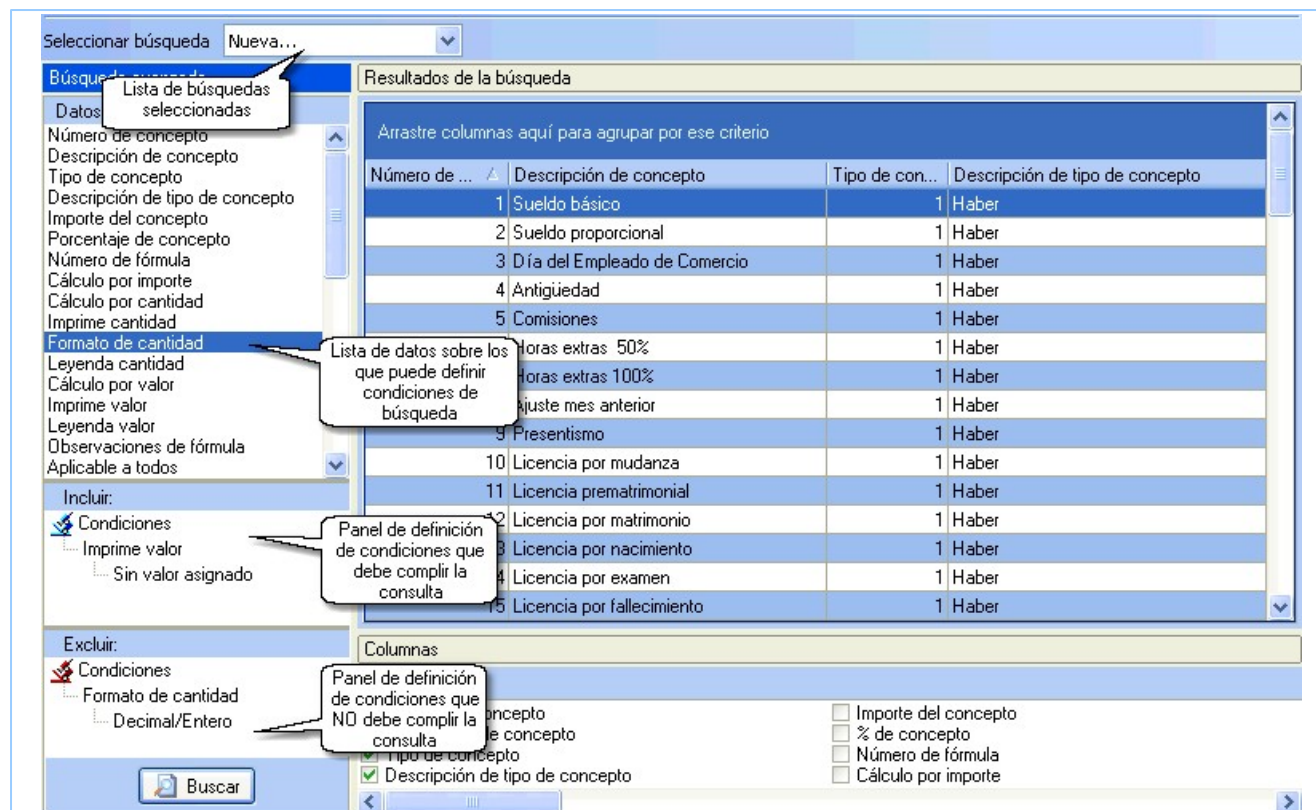 Seleccionar búsqueda Nueva...
Lista de búsquedas
seleccionadas
Datos
Número de concepto
Descripción de concepto
Tipo de concepto
Descripción de tipo de concepto
Importe del concepto
Porcentaje de concepto
Número de fórmula
Cálculo por importe
Cálculo por cantidad
Imprime cantidad
Formato de cantidad
Leyenda cantidad
Cálculo por valor
Imprime valor
Leyenda valor
Observaciones de fórmula
Aplicable a todos
Lista de datos sobre los
que puede definir
condiciones de
búsqueda
Incluir:
Condiciones
Imprime valor
Sin valor asignado
Panel de definición
de condiciones que
debe complir la
consulta
Excluir:
Condiciones
Formato de cantidad
Decimal/Entero
Panel de definición
de condiciones que
NO debe complir la
consulta
Buscar
Resultados de la búsqueda
Arrastre columnas aquí para agrupar por ese criterio
Número de ... Descripción de concepto Tipo de con... Descripción de tipo de concepto
1 Sueldo básico 1 Haber
2 Sueldo proporcional 1 Haber
3 Día del Empleado de Comercio 1 Haber
4 Antigüedad 1 Haber
5 Comisiones 1 Haber
Horas extras 50% 1 Haber
Horas extras 100% 1 Haber
Ajuste mes anterior 1 Haber
9 Presentismo 1 Haber
10 Licencia por mudanza 1 Haber
11 Licencia prematrimonial 1 Haber
12 Licencia por matrimonio 1 Haber
3 Licencia por nacimiento 1 Haber
4 Licencia por examen 1 Haber
15 Licencia por fallecimiento 1 Haber
Columnas
Importe del concepto
de concepto % de concepto
Tipo de concepto Número de fórmula
Descripción de tipo de concepto Cálculo por importe